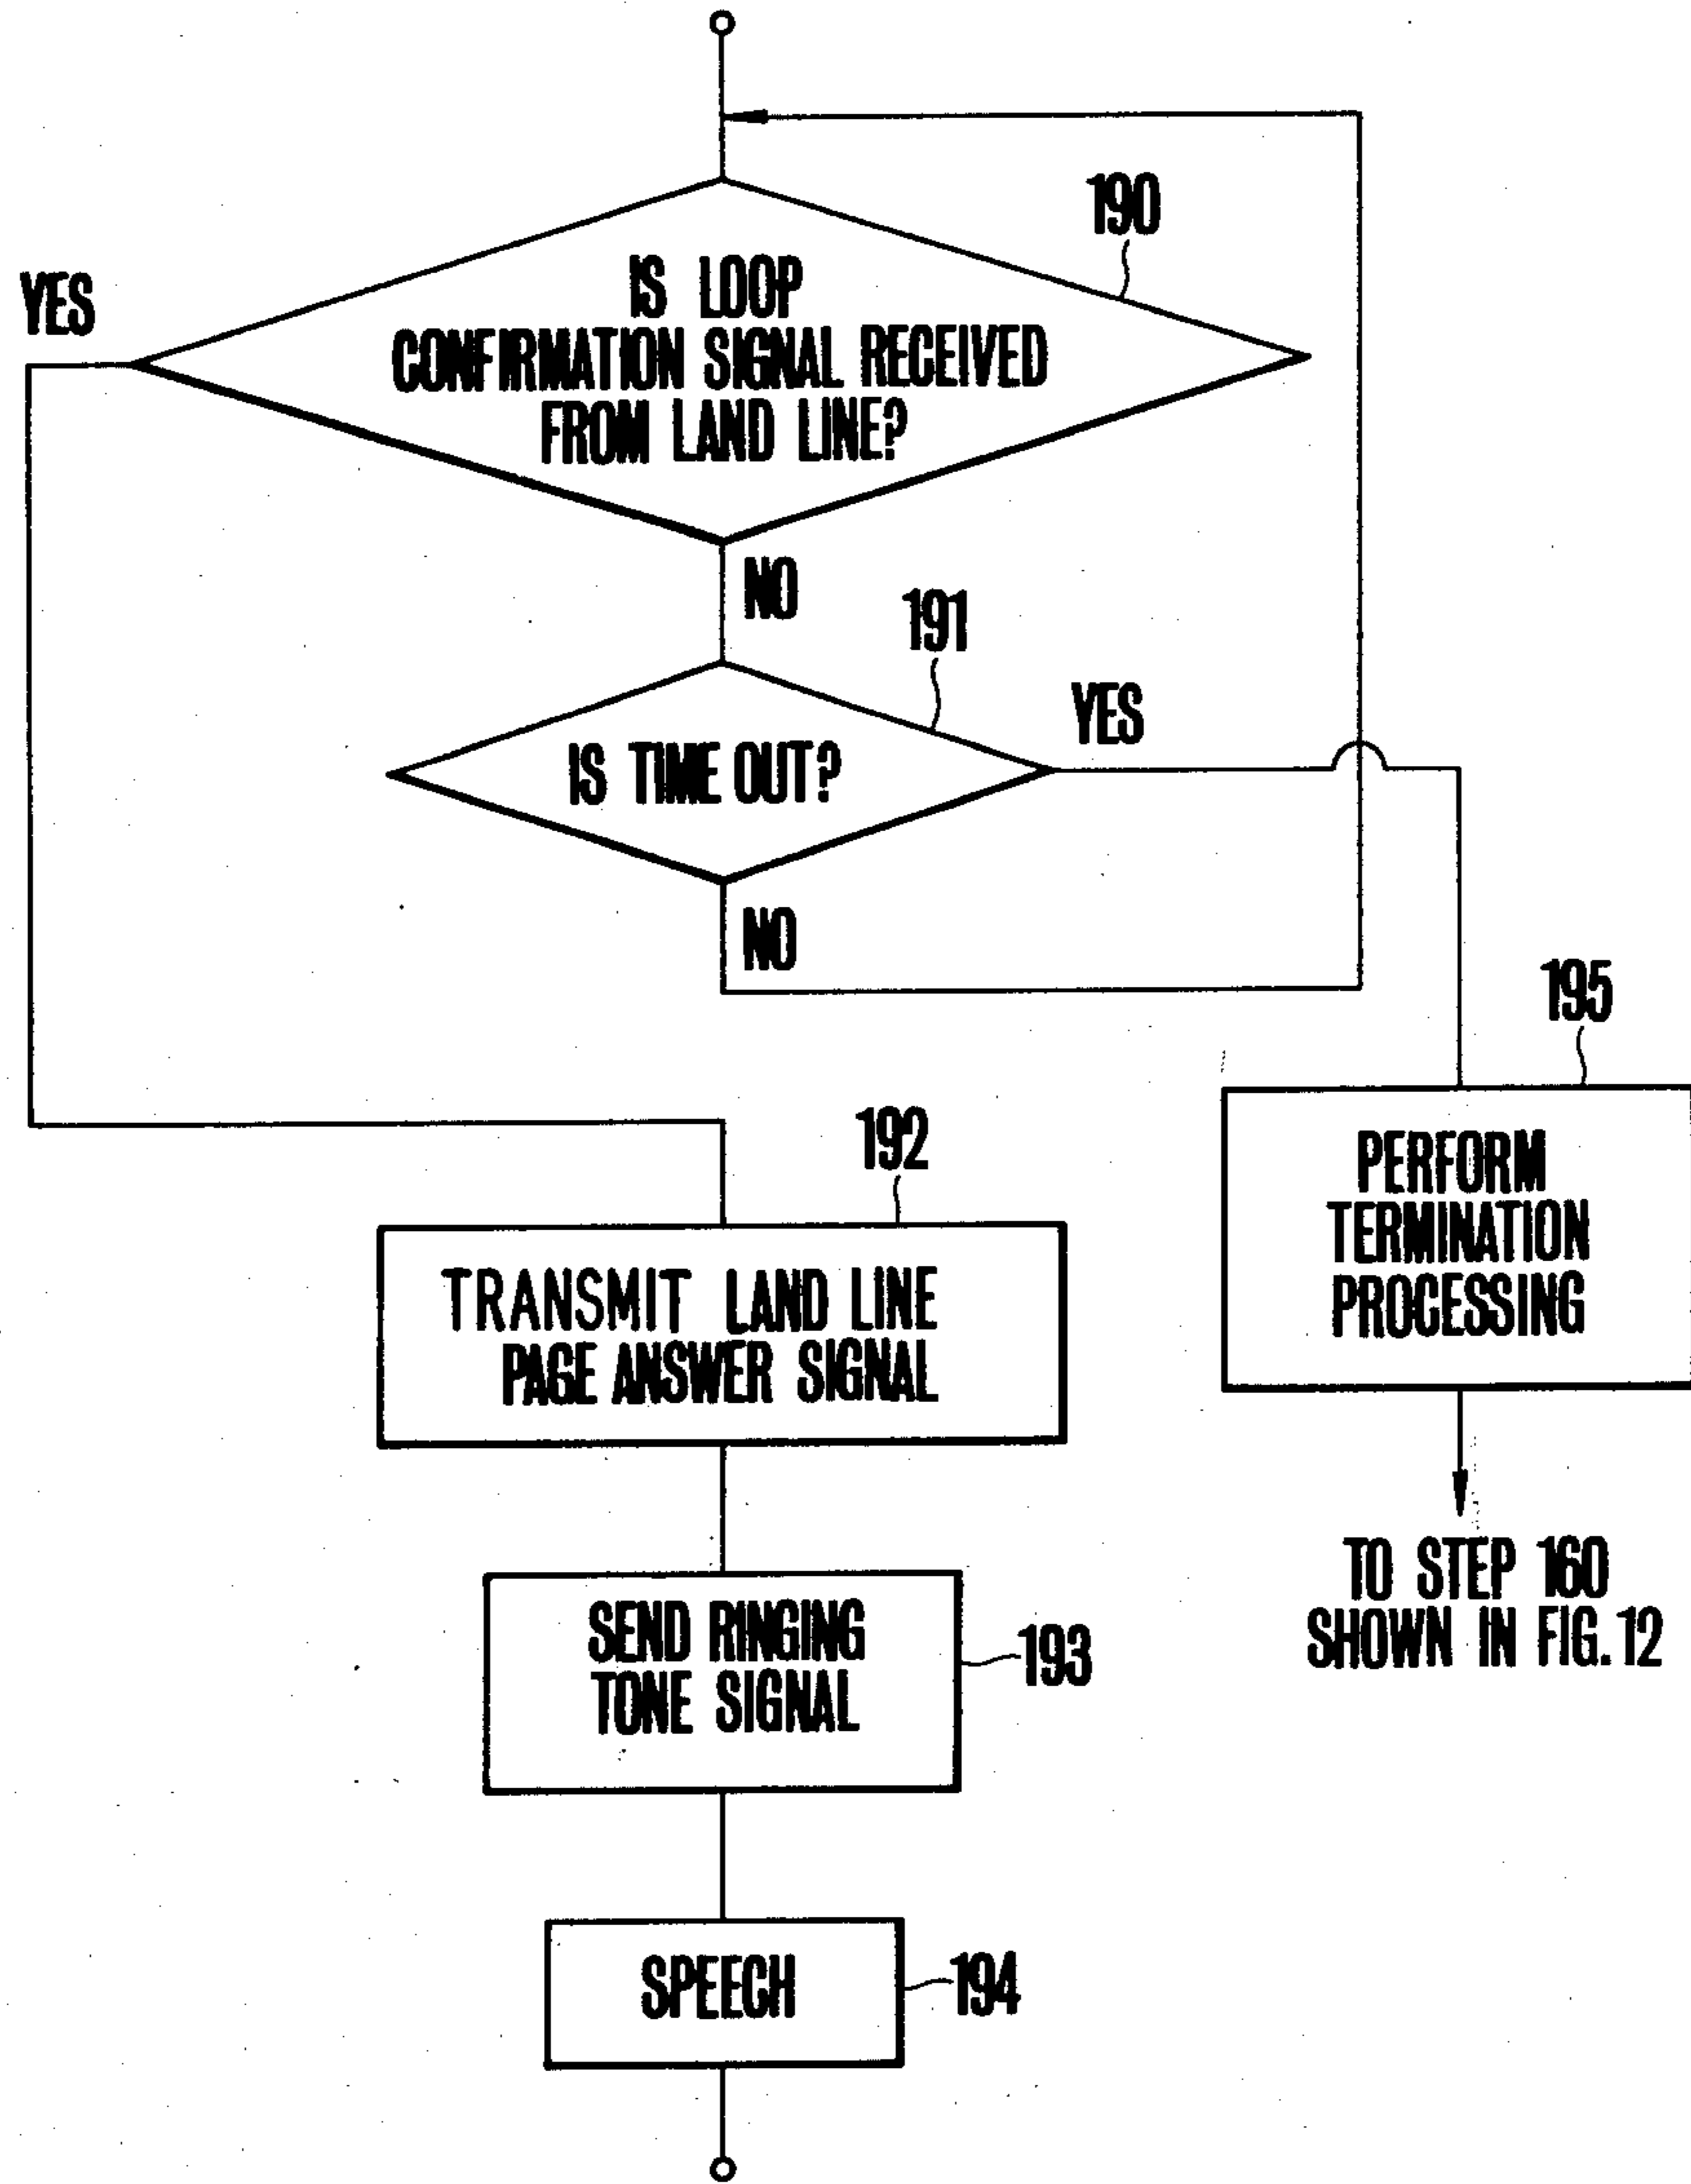 190
YES
IS LOOP
CONFIRMATION SIGNAL RECEIVED
FROM LAND LINE?
NO
191
YES
IS TIME OUT?
NO
195
192
PERFORM
TERMINATION
PROCESSING
TRANSMIT LAND LINE
PAGE ANSWER SIGNAL
TO STEP 160
SHOWN IN FIG. 12
SEND RINGING
TONE SIGNAL
193
SPEECH
194